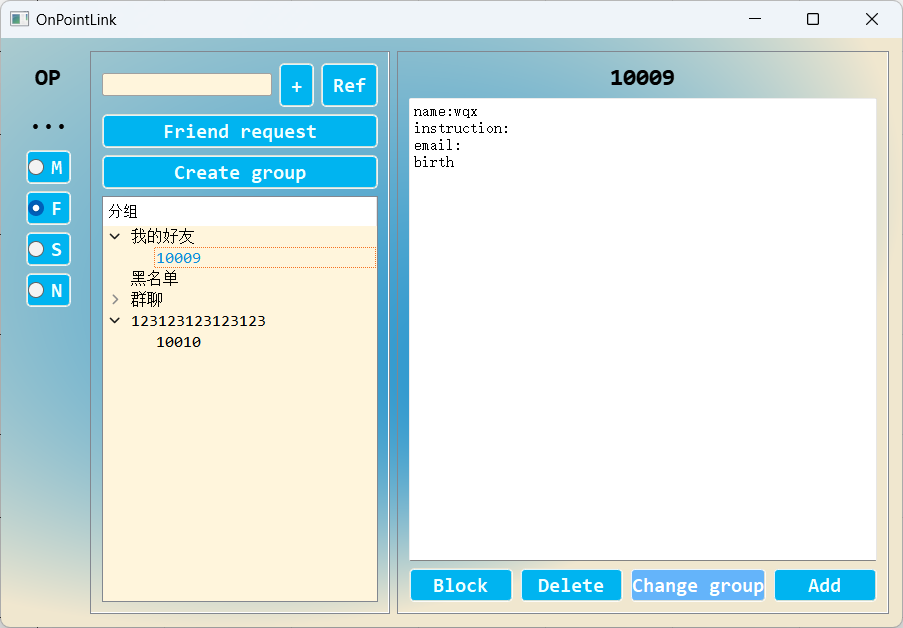 OnPointLink
OP
...
M
F
S
N
+
Ref
Friend request
Create group
分组
我的好友
10009
黑名单
群聊
123123123123123
10010
10009
name:wqx
instruction:
email:
birth
Block
Delete
Change group
Add